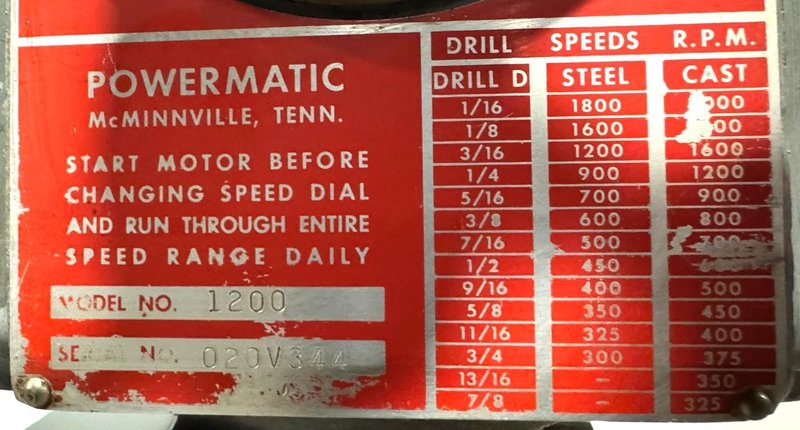 POWERMATIC
McMINNVILLE, TENN.
START MOTOR BEFORE
CHANGING SPEED DIAL
AND RUN THROUGH ENTIRE
SPEED RANGE DAILY
MODEL NO. 1200
SERIAL NO. 020V344
DRILL SPEEDS R.P.M.
DRILL D STEEL CAST
1/16 1800
1/8 1600
3/16 1200 1600
1/4 900 1200
5/16 700 900
3/8 600 800
7/16 500 700
1/2 450
9/16 400 500
5/8 350 450
11/16 325 400
3/4 300 375
13/16 – 350
7/8 – 325